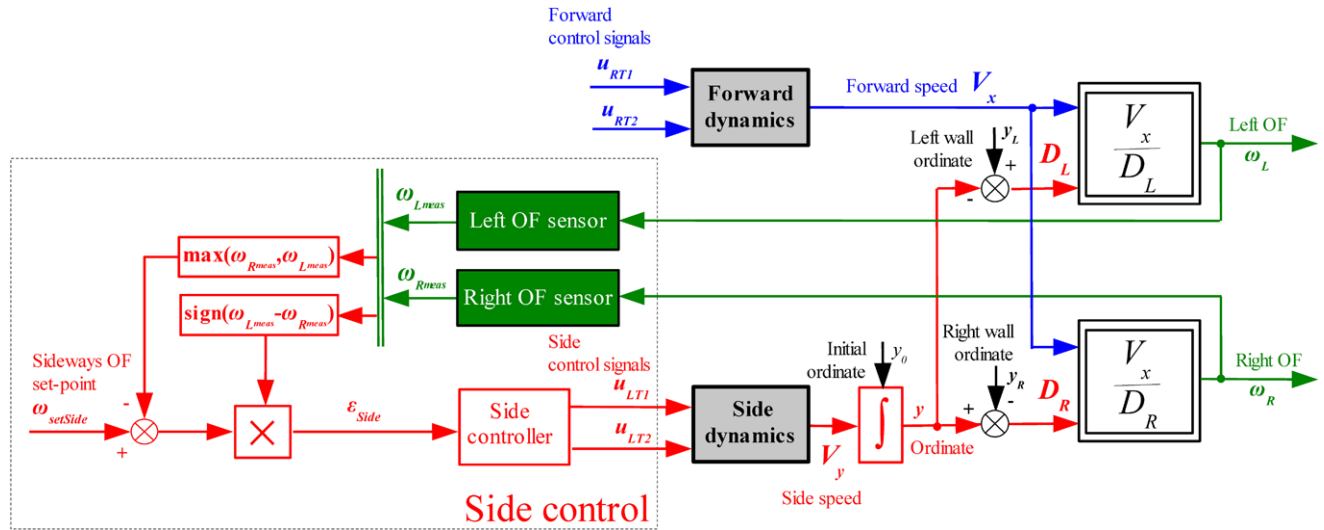 Forward
control signals
u_RT1
u_RT2
Forward
dynamics
Forward speed V_x
V_x
D_L
Left OF
ω_L
Left wall
ordinate
y_L
+
-
D_L
ω_Lmeas
Left OF sensor
max(ω_Rmeas,ω_Lmeas)
ω_Rmeas
Right OF sensor
sign(ω_Lmeas-ω_Rmeas)
Sideways OF
set-point
ω_setSide
-
+
×
ε_Side
Side
controller
Side
control signals
u_LT1
u_LT2
Side
dynamics
V_y
Side speed
Initial
ordinate
y_0
∫
y
Ordinate
Right wall
ordinate
y_R
+
-
D_R
V_x
D_R
Right OF
ω_R
Side control